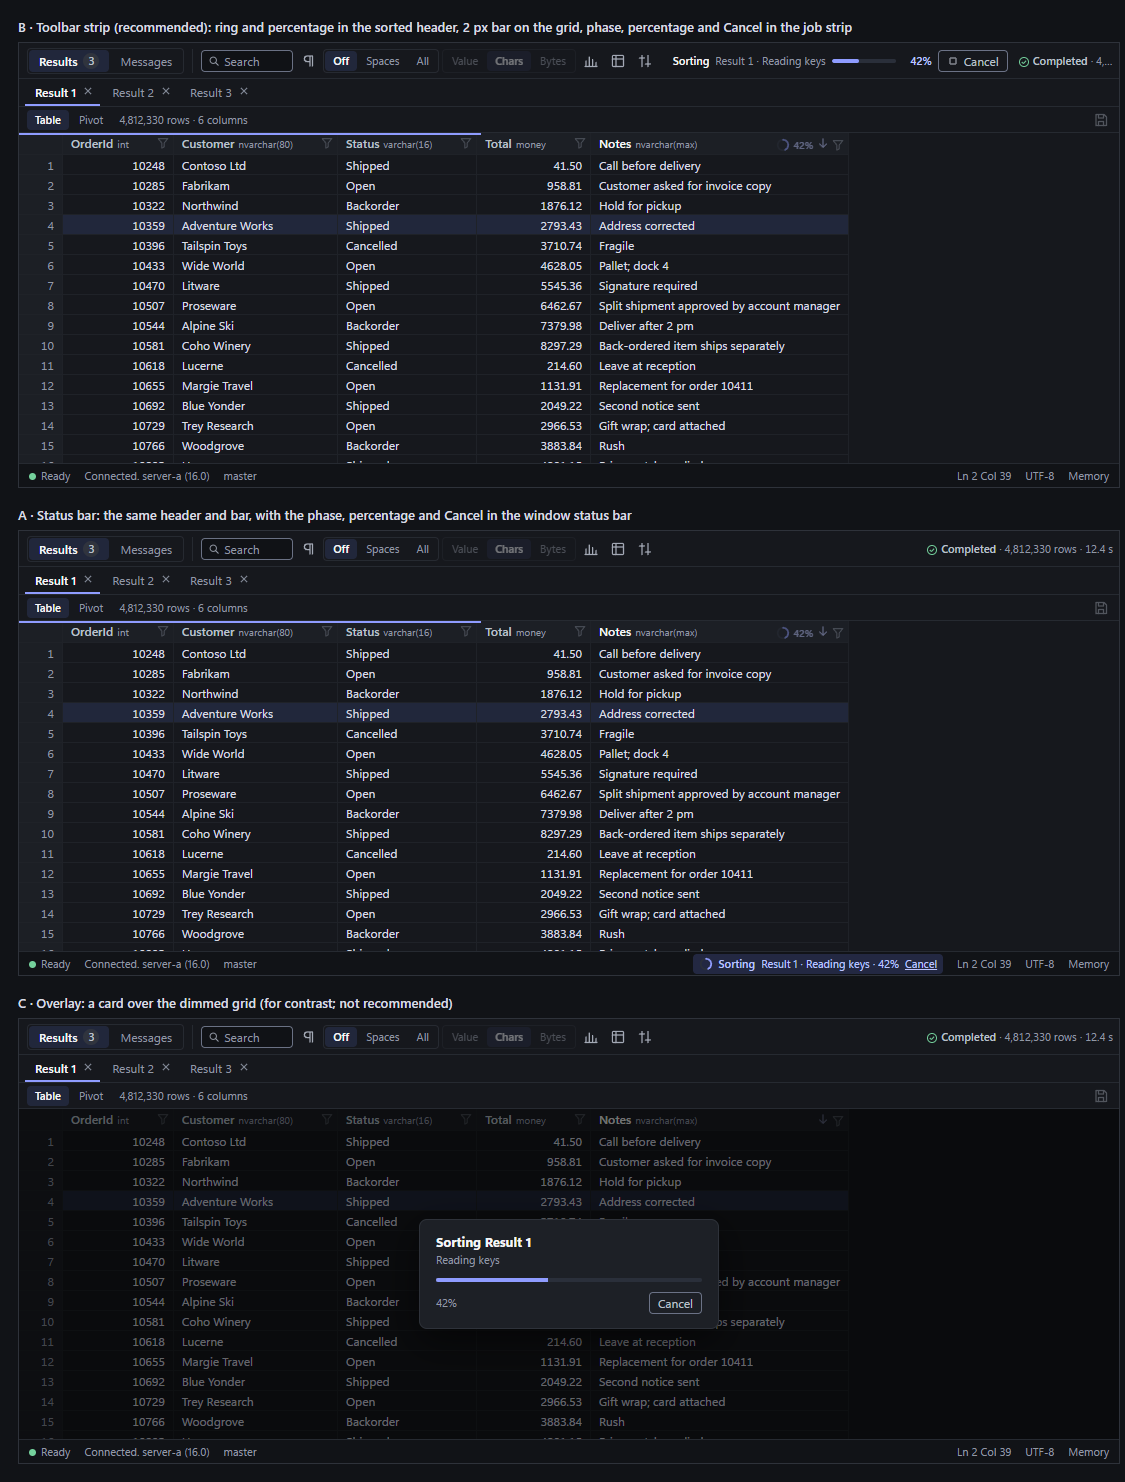 B · Toolbar strip (recommended): ring and percentage in the sorted header, 2 px bar on the grid, phase, percentage and Cancel in the job strip
Results 3 Messages Search ¶ Off Spaces All Value Chars Bytes Sorting Result 1 · Reading keys 42% Cancel Completed · 4,...
Result 1 × Result 2 × Result 3 ×
Table Pivot 4,812,330 rows · 6 columns
OrderId int Customer nvarchar(80) Status varchar(16) Total money Notes nvarchar(max) 42%
1 10248 Contoso Ltd Shipped 41.50 Call before delivery
2 10285 Fabrikam Open 958.81 Customer asked for invoice copy
3 10322 Northwind Backorder 1876.12 Hold for pickup
4 10359 Adventure Works Shipped 2793.43 Address corrected
5 10396 Tailspin Toys Cancelled 3710.74 Fragile
6 10433 Wide World Open 4628.05 Pallet; dock 4
7 10470 Litware Shipped 5545.36 Signature required
8 10507 Proseware Open 6462.67 Split shipment approved by account manager
9 10544 Alpine Ski Backorder 7379.98 Deliver after 2 pm
10 10581 Coho Winery Shipped 8297.29 Back-ordered item ships separately
11 10618 Lucerne Cancelled 214.60 Leave at reception
12 10655 Margie Travel Open 1131.91 Replacement for order 10411
13 10692 Blue Yonder Shipped 2049.22 Second notice sent
14 10729 Trey Research Open 2966.53 Gift wrap; card attached
15 10766 Woodgrove Backorder 3883.84 Rush
Ready Connected. server-a (16.0) master Ln 2 Col 39 UTF-8 Memory
A · Status bar: the same header and bar, with the phase, percentage and Cancel in the window status bar
Results 3 Messages Search ¶ Off Spaces All Value Chars Bytes Completed · 4,812,330 rows · 12.4 s
Result 1 × Result 2 × Result 3 ×
Table Pivot 4,812,330 rows · 6 columns
OrderId int Customer nvarchar(80) Status varchar(16) Total money Notes nvarchar(max) 42%
1 10248 Contoso Ltd Shipped 41.50 Call before delivery
2 10285 Fabrikam Open 958.81 Customer asked for invoice copy
3 10322 Northwind Backorder 1876.12 Hold for pickup
4 10359 Adventure Works Shipped 2793.43 Address corrected
5 10396 Tailspin Toys Cancelled 3710.74 Fragile
6 10433 Wide World Open 4628.05 Pallet; dock 4
7 10470 Litware Shipped 5545.36 Signature required
8 10507 Proseware Open 6462.67 Split shipment approved by account manager
9 10544 Alpine Ski Backorder 7379.98 Deliver after 2 pm
10 10581 Coho Winery Shipped 8297.29 Back-ordered item ships separately
11 10618 Lucerne Cancelled 214.60 Leave at reception
12 10655 Margie Travel Open 1131.91 Replacement for order 10411
13 10692 Blue Yonder Shipped 2049.22 Second notice sent
14 10729 Trey Research Open 2966.53 Gift wrap; card attached
15 10766 Woodgrove Backorder 3883.84 Rush
Ready Connected. server-a (16.0) master Sorting Result 1 · Reading keys · 42% Cancel Ln 2 Col 39 UTF-8 Memory
C · Overlay: a card over the dimmed grid (for contrast; not recommended)
Results 3 Messages Search ¶ Off Spaces All Value Chars Bytes Completed · 4,812,330 rows · 12.4 s
Result 1 × Result 2 × Result 3 ×
Table Pivot 4,812,330 rows · 6 columns
OrderId int Customer nvarchar(80) Status varchar(16) Total money Notes nvarchar(max)
1 10248 Contoso Ltd Shipped 41.50 Call before delivery
2 10285 Fabrikam Open 958.81 Customer asked for invoice copy
3 10322 Northwind Backorder 1876.12 Hold for pickup
4 10359 Adventure Works Shipped 2793.43 Address corrected
5 10396 Tailspin Toys Cancelled
6 10433 Wide World Open
7 10470 Litware Shipped
8 10507 Proseware Open by account manager
9 10544 Alpine Ski Backorder
10 10581 Coho Winery Shipped separately
11 10618 Lucerne Cancelled 214.60 Leave at reception
12 10655 Margie Travel Open 1131.91 Replacement for order 10411
13 10692 Blue Yonder Shipped 2049.22 Second notice sent
14 10729 Trey Research Open 2966.53 Gift wrap; card attached
15 10766 Woodgrove Backorder 3883.84 Rush
Sorting Result 1
Reading keys
42% Cancel
Ready Connected. server-a (16.0) master Ln 2 Col 39 UTF-8 Memory